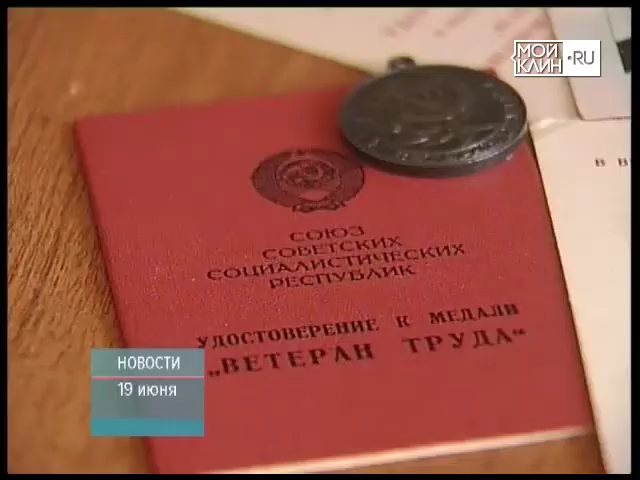 МОЙ
КЛИН.RU
В В
СОЮЗ
СОВЕТСКИХ
СОЦИАЛИСТИЧЕСКИХ
РЕСПУБЛИК
УДОСТОВЕРЕНИЕ К МЕДАЛИ
„ВЕТЕРАН ТРУДА“
НОВОСТИ
19 июня